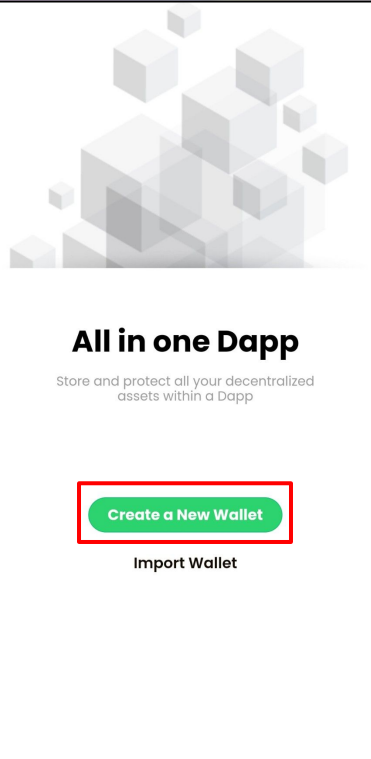 All in one Dapp
Store and protect all your decentralized
assets within a Dapp
Create a New Wallet
Import Wallet